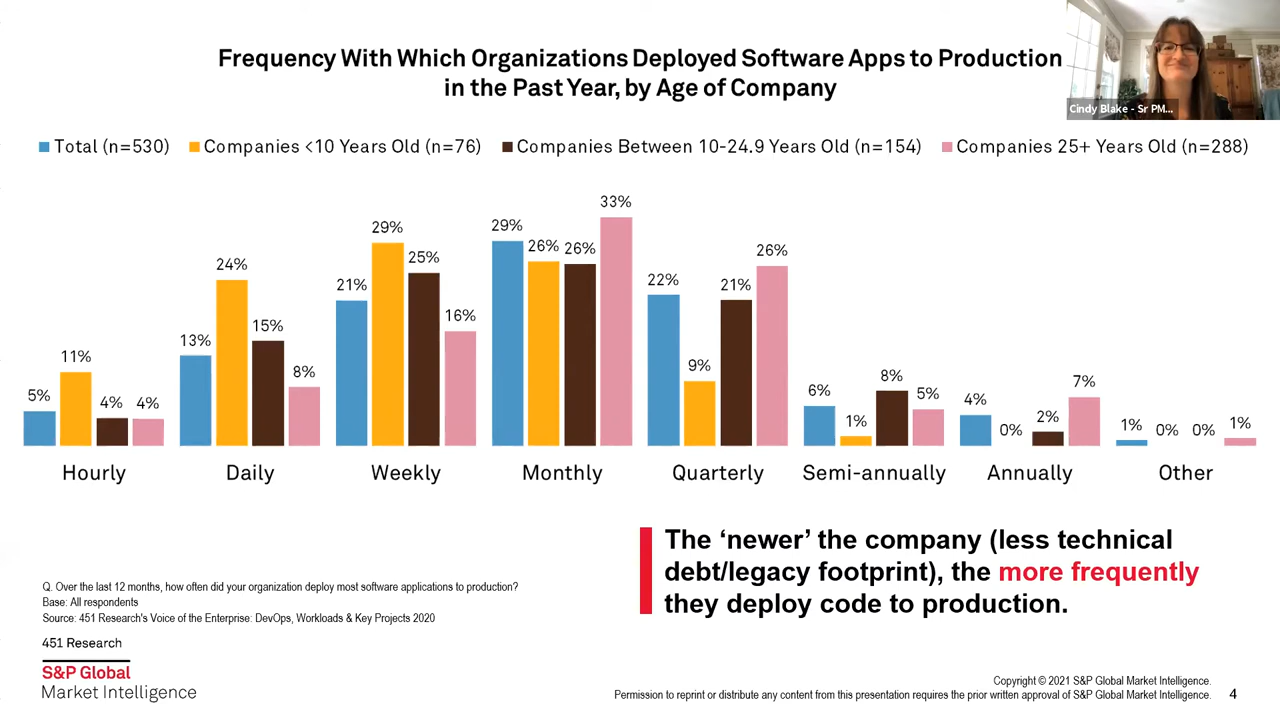 Frequency With Which Organizations Deployed Software Apps to Production
in the Past Year, by Age of Company
Cindy Blake - Sr PM...
Total (n=530)
Companies <10 Years Old (n=76)
Companies Between 10-24.9 Years Old (n=154)
Companies 25+ Years Old (n=288)
5% 11% 4% 4%
13% 24% 15% 8%
21% 29% 25% 16%
29% 26% 26% 33%
22% 9% 21% 26%
6% 1% 8% 5%
4% 0% 2% 7%
1% 0% 0% 1%
Hourly Daily Weekly Monthly Quarterly Semi-annually Annually Other
The ‘newer’ the company (less technical
debt/legacy footprint), the more frequently
they deploy code to production.
Q. Over the last 12 months, how often did your organization deploy most software applications to production?
Base: All respondents
Source: 451 Research's Voice of the Enterprise: DevOps, Workloads & Key Projects 2020
451 Research
S&P Global
Market Intelligence
Copyright © 2021 S&P Global Market Intelligence.
Permission to reprint or distribute any content from this presentation requires the prior written approval of S&P Global Market Intelligence.
4